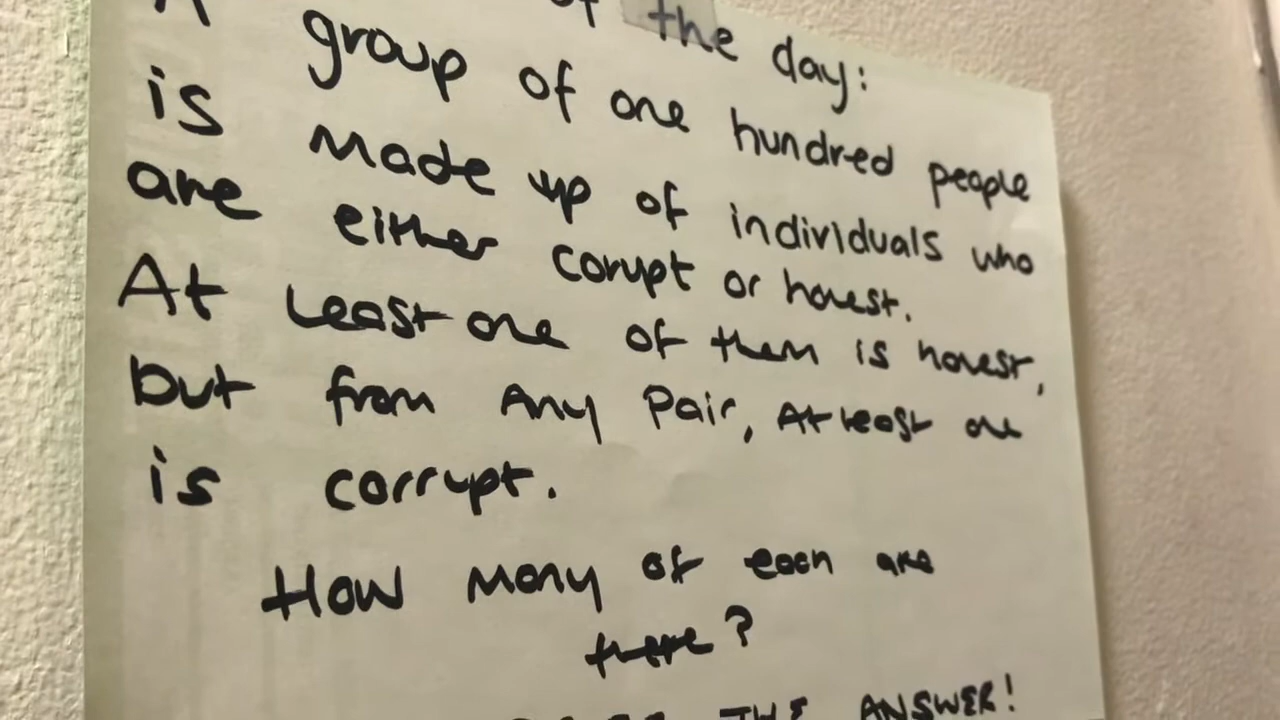 of the day:
A group of one hundred people
is made up of individuals who
are either corupt or honest.
At least one of them is honest,
but from Any Pair, At least one
is corrupt.
How many of each are
there?
THE ANSWER!